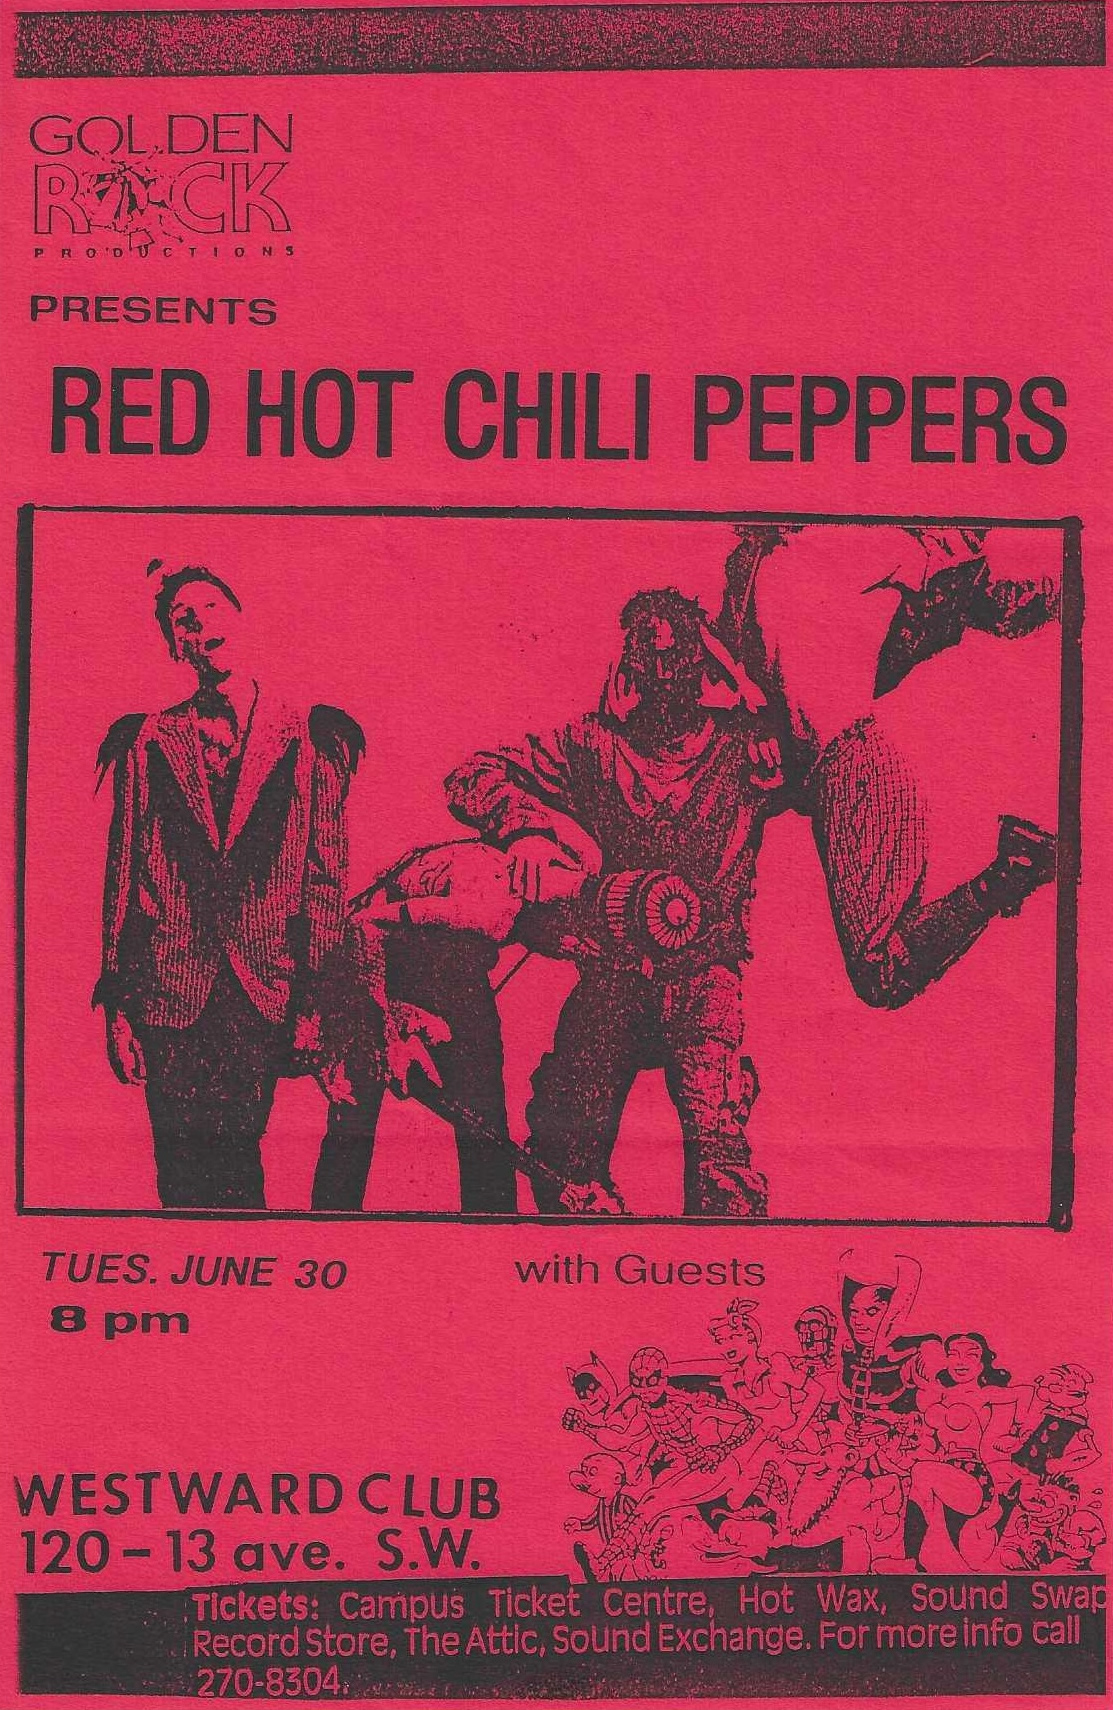 GOLDEN
ROCK
PRODUCTIONS
PRESENTS
RED HOT CHILI PEPPERS
TUES. JUNE 30
8 pm
with Guests
WESTWARD CLUB
120 – 13 ave. S.W.
Tickets: Campus Ticket Centre, Hot Wax, Sound Swap
Record Store, The Attic, Sound Exchange. For more info call
270-8304.